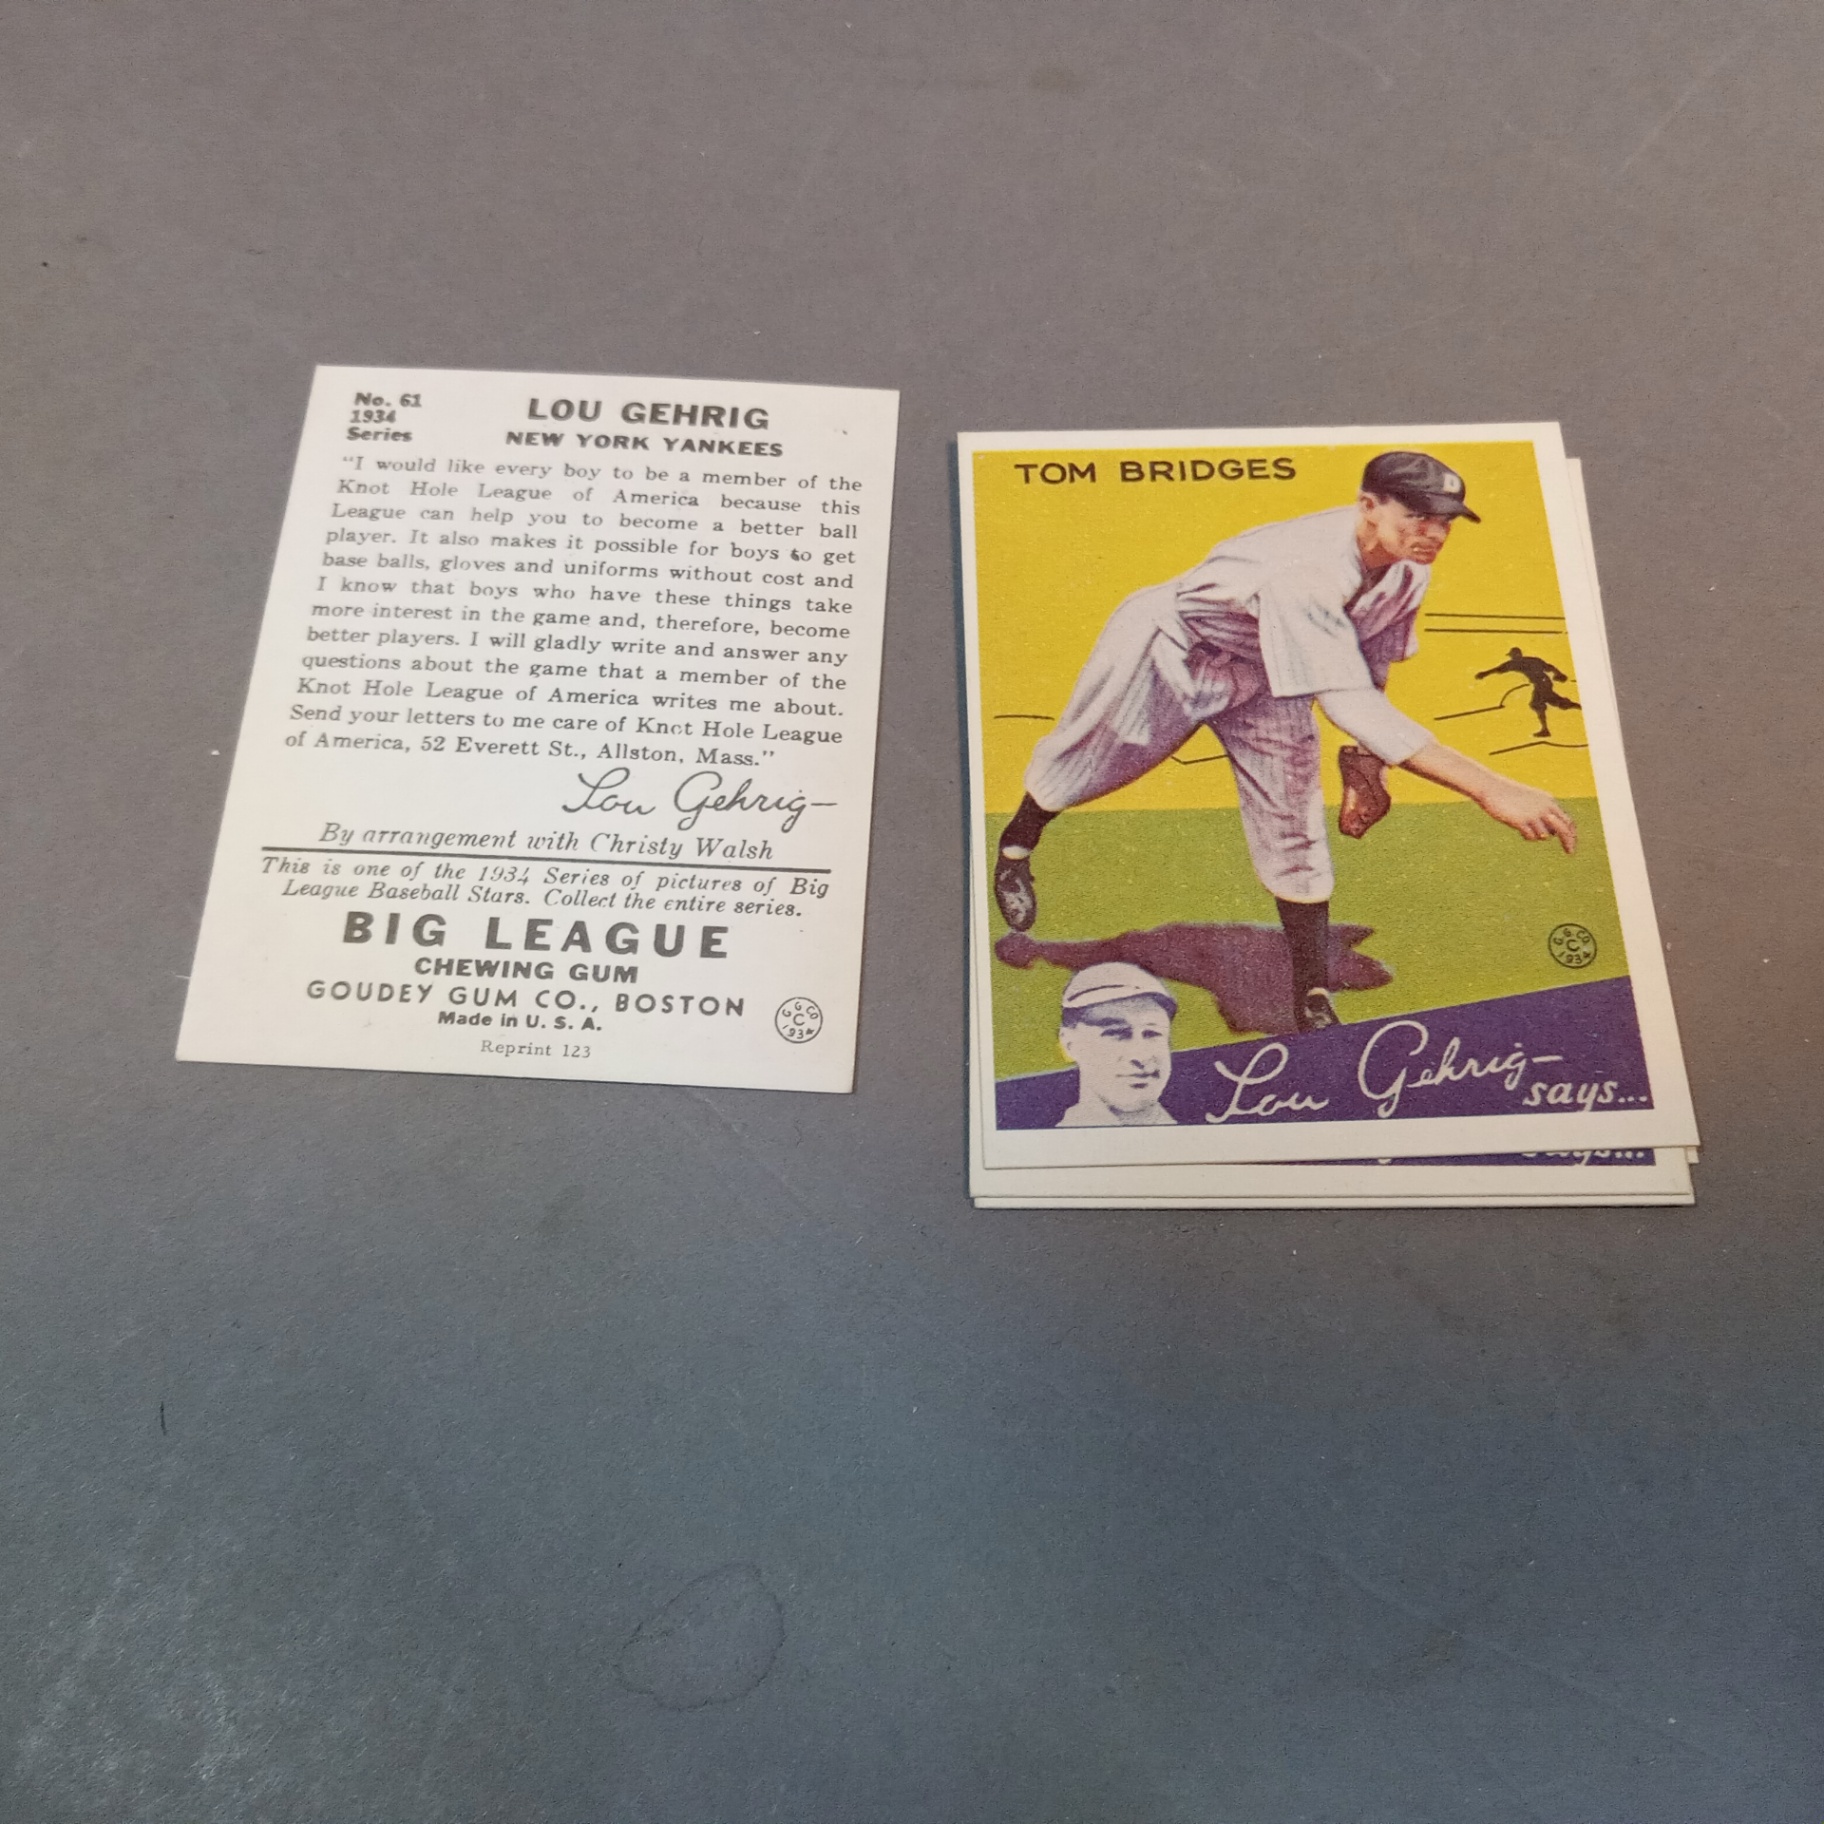 No. 61
1934
Series
LOU GEHRIG
NEW YORK YANKEES
"I would like every boy to be a member of the
Knot Hole League of America because this
League can help you to become a better ball
player. It also makes it possible for boys to get
base balls, gloves and uniforms without cost and
I know that boys who have these things take
more interest in the game and, therefore, become
better players. I will gladly write and answer any
questions about the game that a member of the
Knot Hole League of America writes me about.
Send your letters to me care of Knot Hole League
of America, 52 Everett St., Allston, Mass."
Lou Gehrig—
By arrangement with Christy Walsh
This is one of the 1934 Series of pictures of Big
League Baseball Stars. Collect the entire series.
BIG LEAGUE
CHEWING GUM
GOUDEY GUM CO., BOSTON
Made in U. S. A.
G. G. CO
C
1934
Reprint 123
TOM BRIDGES
D
G. G. CO.
C
1934
Lou Gehrig—
says...
says...